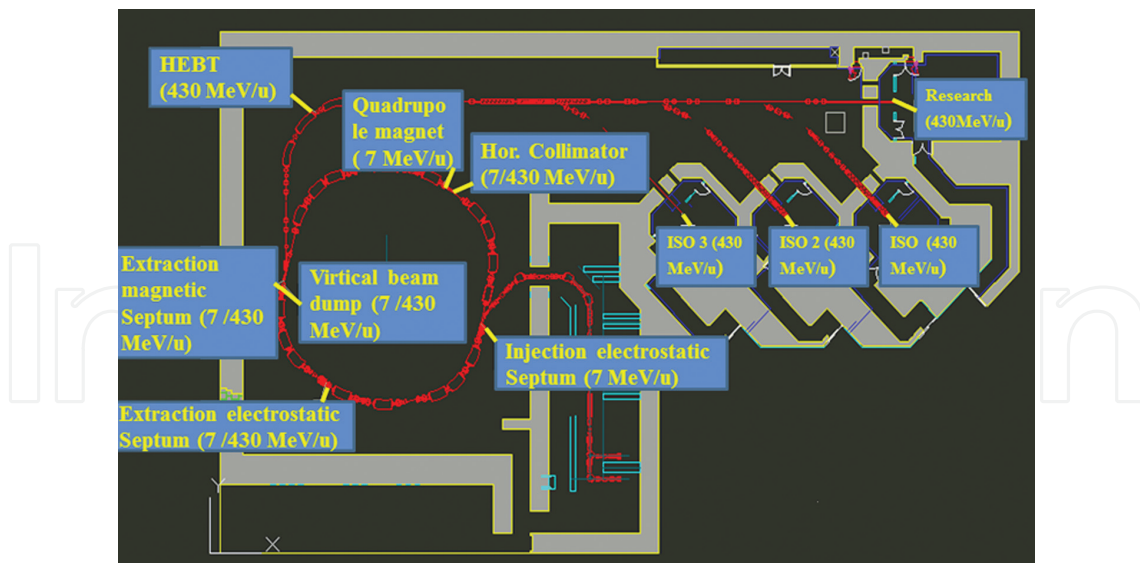 HEBT
(430 MeV/u)
Quadrupo
le magnet
( 7 MeV/u)
Hor. Collimator
(7/430 MeV/u)
Research
(430MeV/u)
ISO 3 (430
MeV/u)
ISO 2 (430
MeV/u)
ISO (430
MeV/u)
Extraction
magnetic
Septum (7 /430
MeV/u)
Virtical beam
dump (7 /430
MeV/u)
Injection electrostatic
Septum (7 MeV/u)
Extraction electrostatic
Septum (7 /430 MeV/u)
Y
X